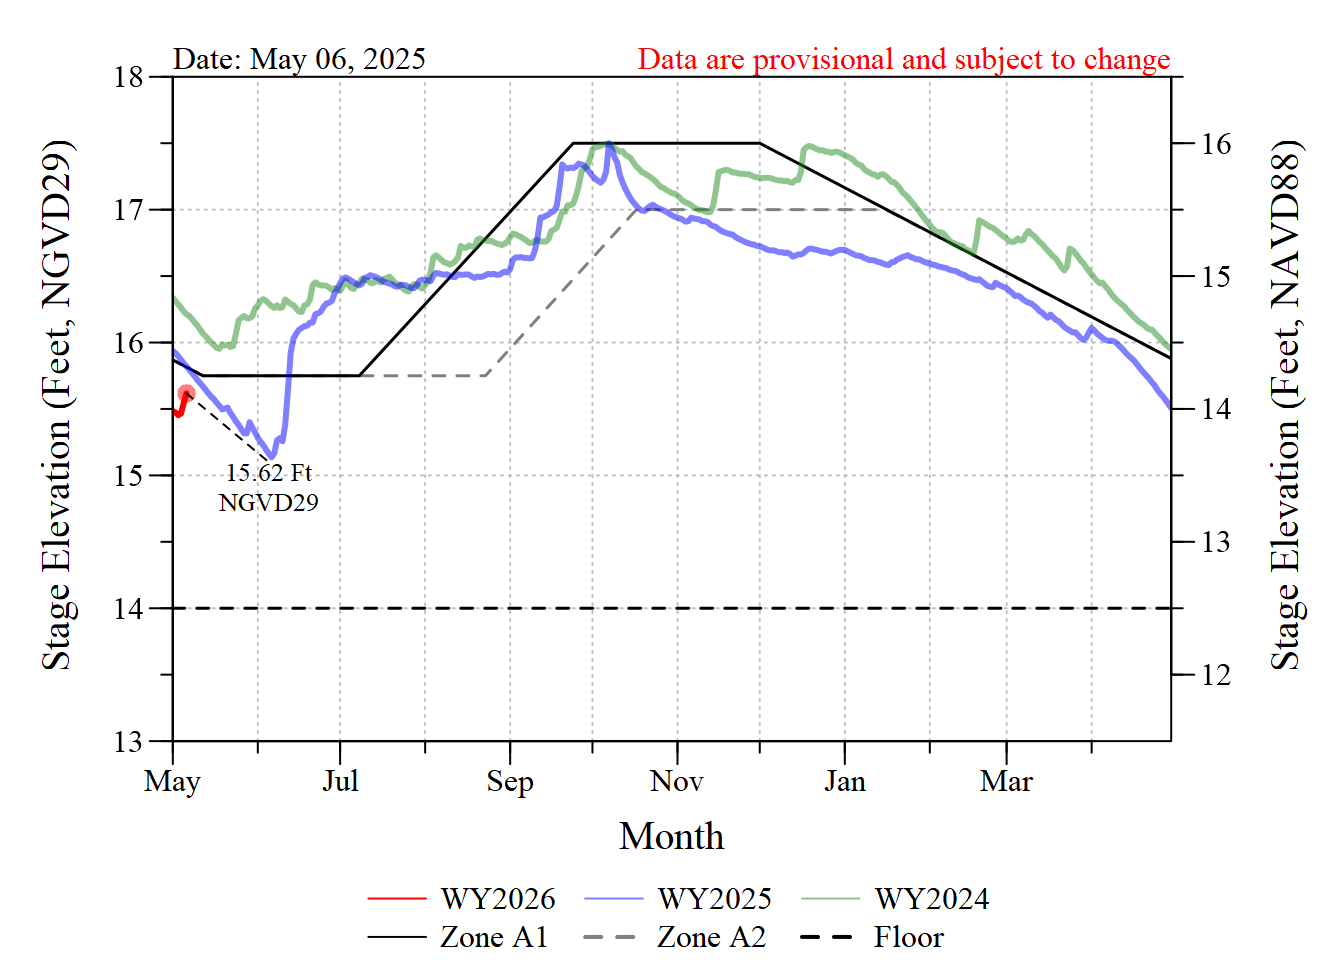 Date: May 06, 2025
Data are provisional and subject to change
18
17
16
15
14
13
Stage Elevation (Feet, NGVD29)
16
15
14
13
12
Stage Elevation (Feet, NAVD88)
15.62 Ft
NGVD29
May Jul Sep Nov Jan Mar
Month
WY2026 WY2025 WY2024
Zone A1 Zone A2 Floor